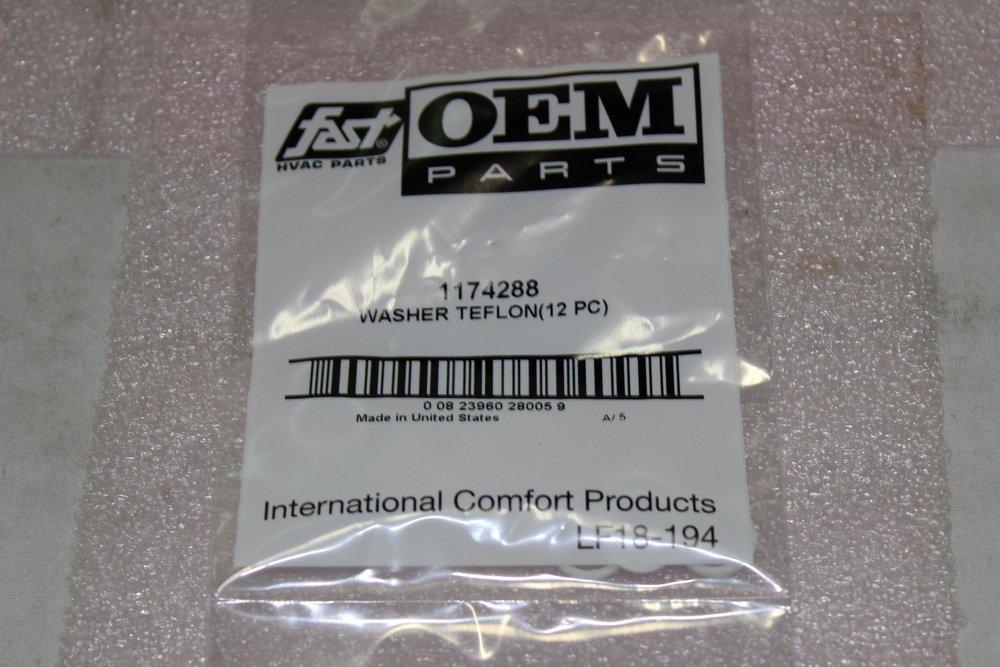 fast®
HVAC PARTS
OEM
PARTS
1174288
WASHER TEFLON(12 PC)
0 08 23960 28005 9
Made in United States A/ 5
International Comfort Products
LF18-194